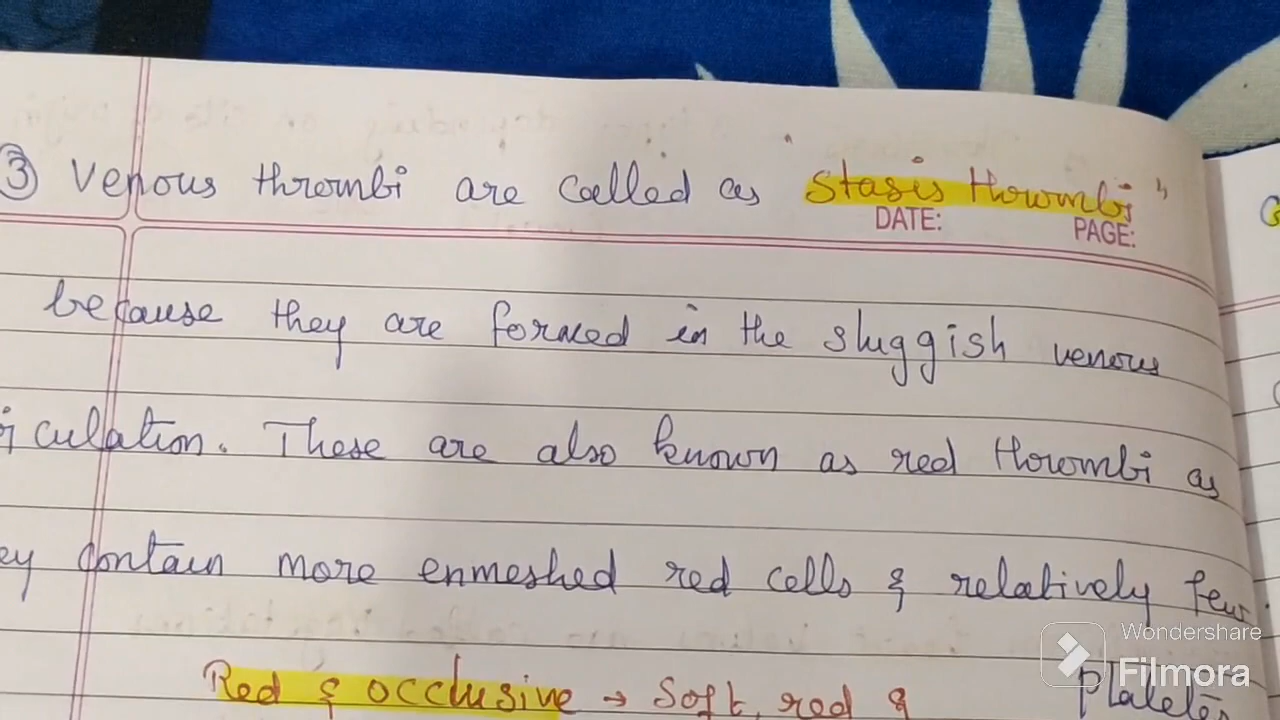 ③ Venous thrombi are called as stasis thrombi"
DATE: PAGE:
because they are formed in the sluggish venous
culation. These are also known as red thrombi as
ey contain more enmeshed red cells & relatively few
Wondershare
Filmora
Red & occlusive → Soft, red &
Platelets